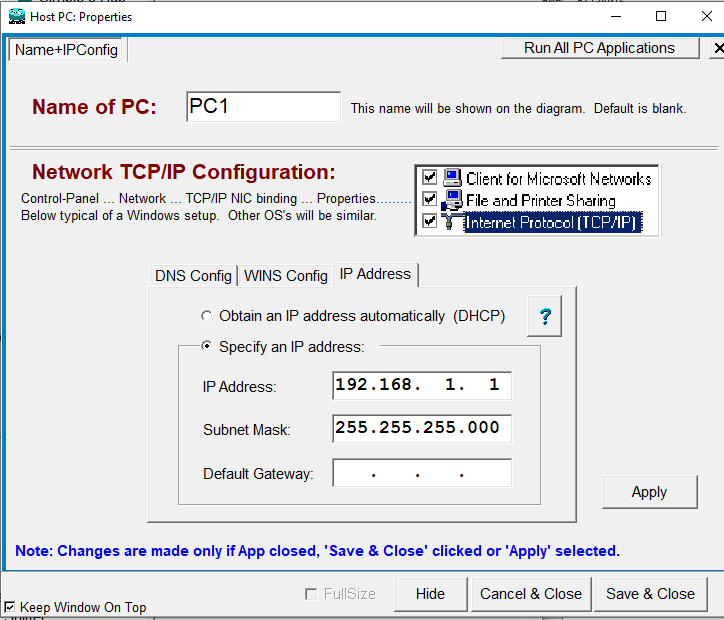 Host PC: Properties
Name+IPConfig
Run All PC Applications
Name of PC:
PC1
This name will be shown on the diagram. Default is blank.
Network TCP/IP Configuration:
Control-Panel ... Network ... TCP/IP NIC binding ... Properties.........
Below typical of a Windows setup. Other OS's will be similar.
Client for Microsoft Networks
File and Printer Sharing
Internet Protocol (TCP/IP)
DNS Config
WINS Config
IP Address
Obtain an IP address automatically (DHCP)
?
Specify an IP address:
IP Address:
192.168. 1. 1
Subnet Mask:
255.255.255.000
Default Gateway:
. . .
Apply
Note: Changes are made only if App closed, 'Save & Close' clicked or 'Apply' selected.
FullSize
Hide
Cancel & Close
Save & Close
Keep Window On Top